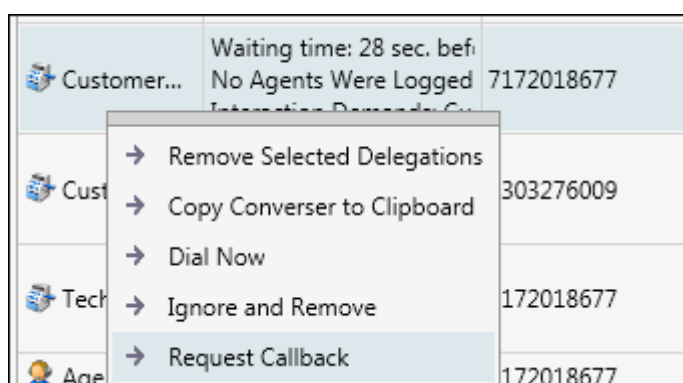 Customer...
Waiting time: 28 sec. bef
No Agents Were Logged
7172018677
Remove Selected Delegations
Cust
Copy Converser to Clipboard
303276009
Dial Now
Tech
Ignore and Remove
172018677
Request Callback
Age
172018677